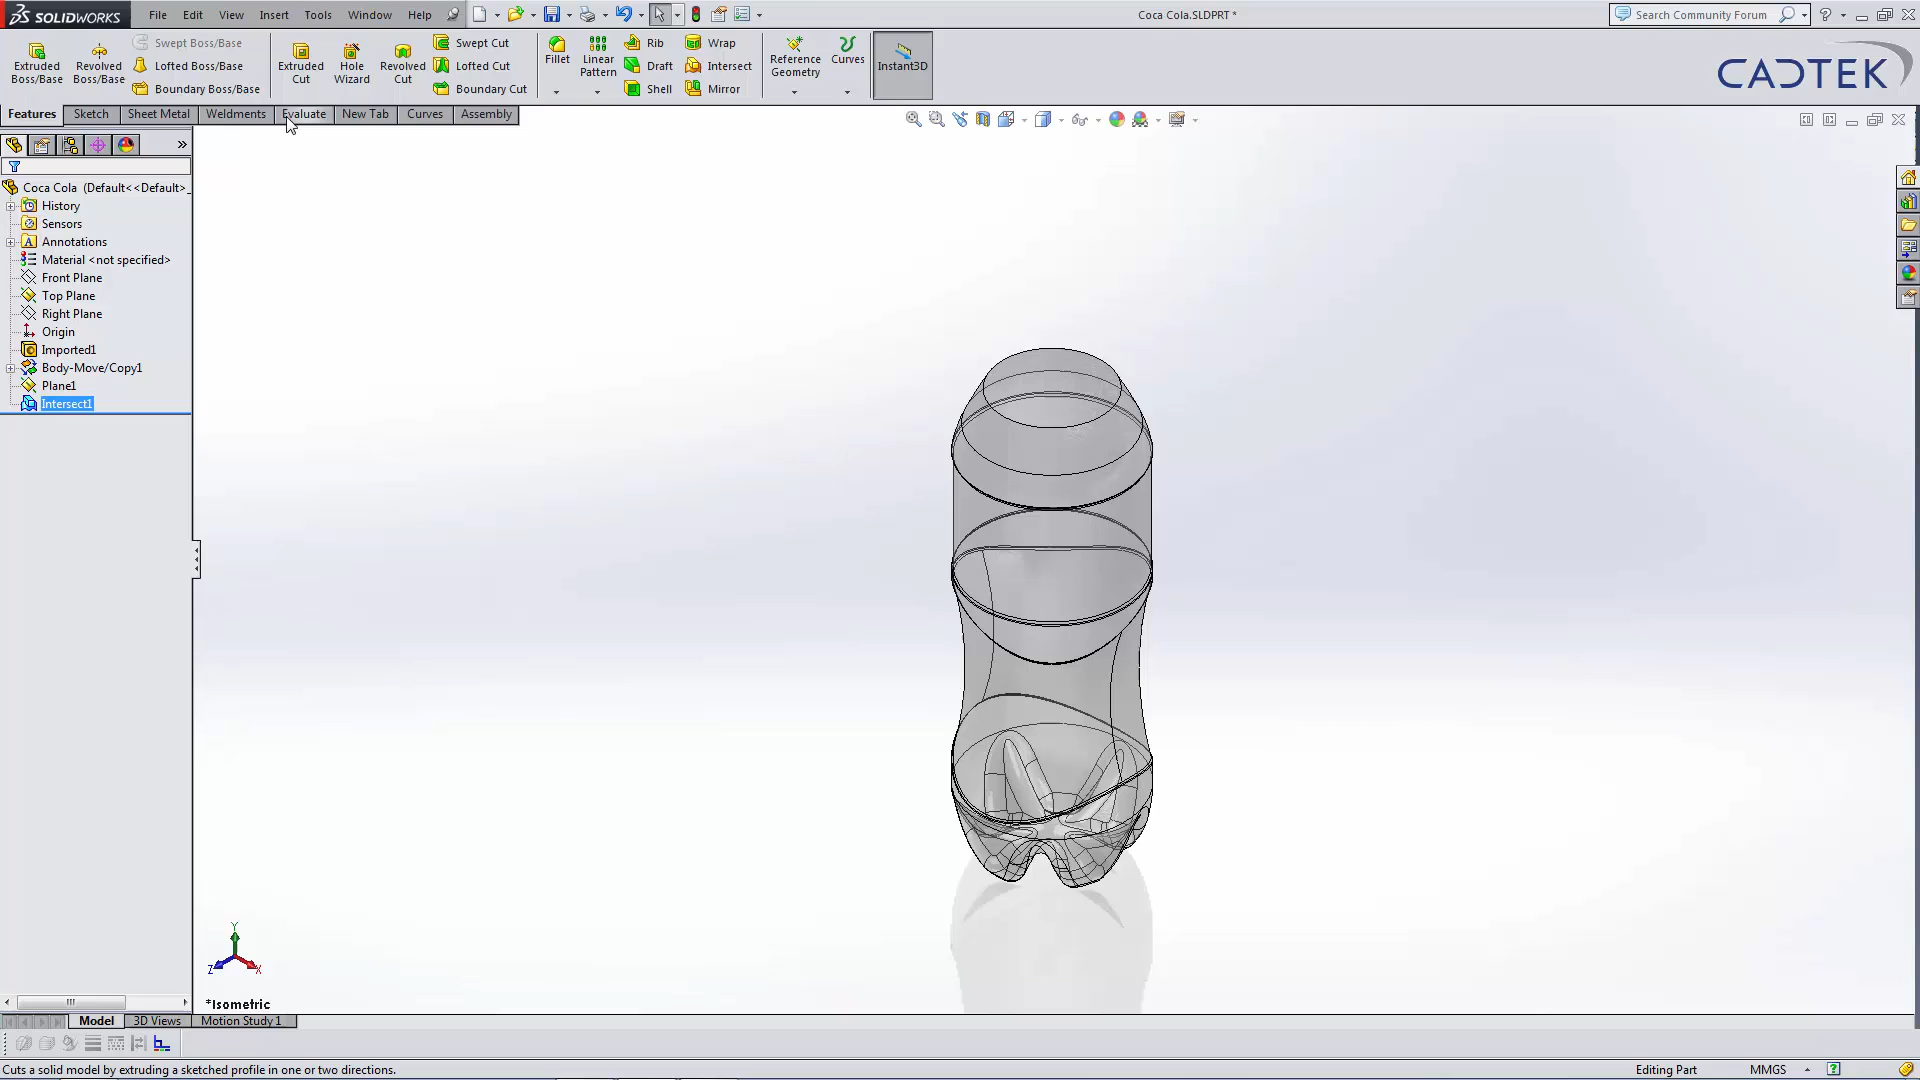 SOLIDWORKS File Edit View Insert Tools Window Help Coca Cola.SLDPRT * Search Community Forum
Extruded Boss/Base Revolved Boss/Base Swept Boss/Base Lofted Boss/Base Boundary Boss/Base Extruded Cut Hole Wizard Revolved Cut Swept Cut Lofted Cut Boundary Cut Fillet Linear Pattern Rib Draft Shell Wrap Intersect Mirror Reference Geometry Curves Instant3D CADTEK
Features Sketch Sheet Metal Weldments Evaluate New Tab Curves Assembly
Coca Cola (Default<<Default>_
History
Sensors
Annotations
Material <not specified>
Front Plane
Top Plane
Right Plane
Origin
Imported1
Body-Move/Copy1
Plane1
Intersect1
Y
Z X
*Isometric
Model 3D Views Motion Study 1
Cuts a solid model by extruding a sketched profile in one or two directions. Editing Part MMGS